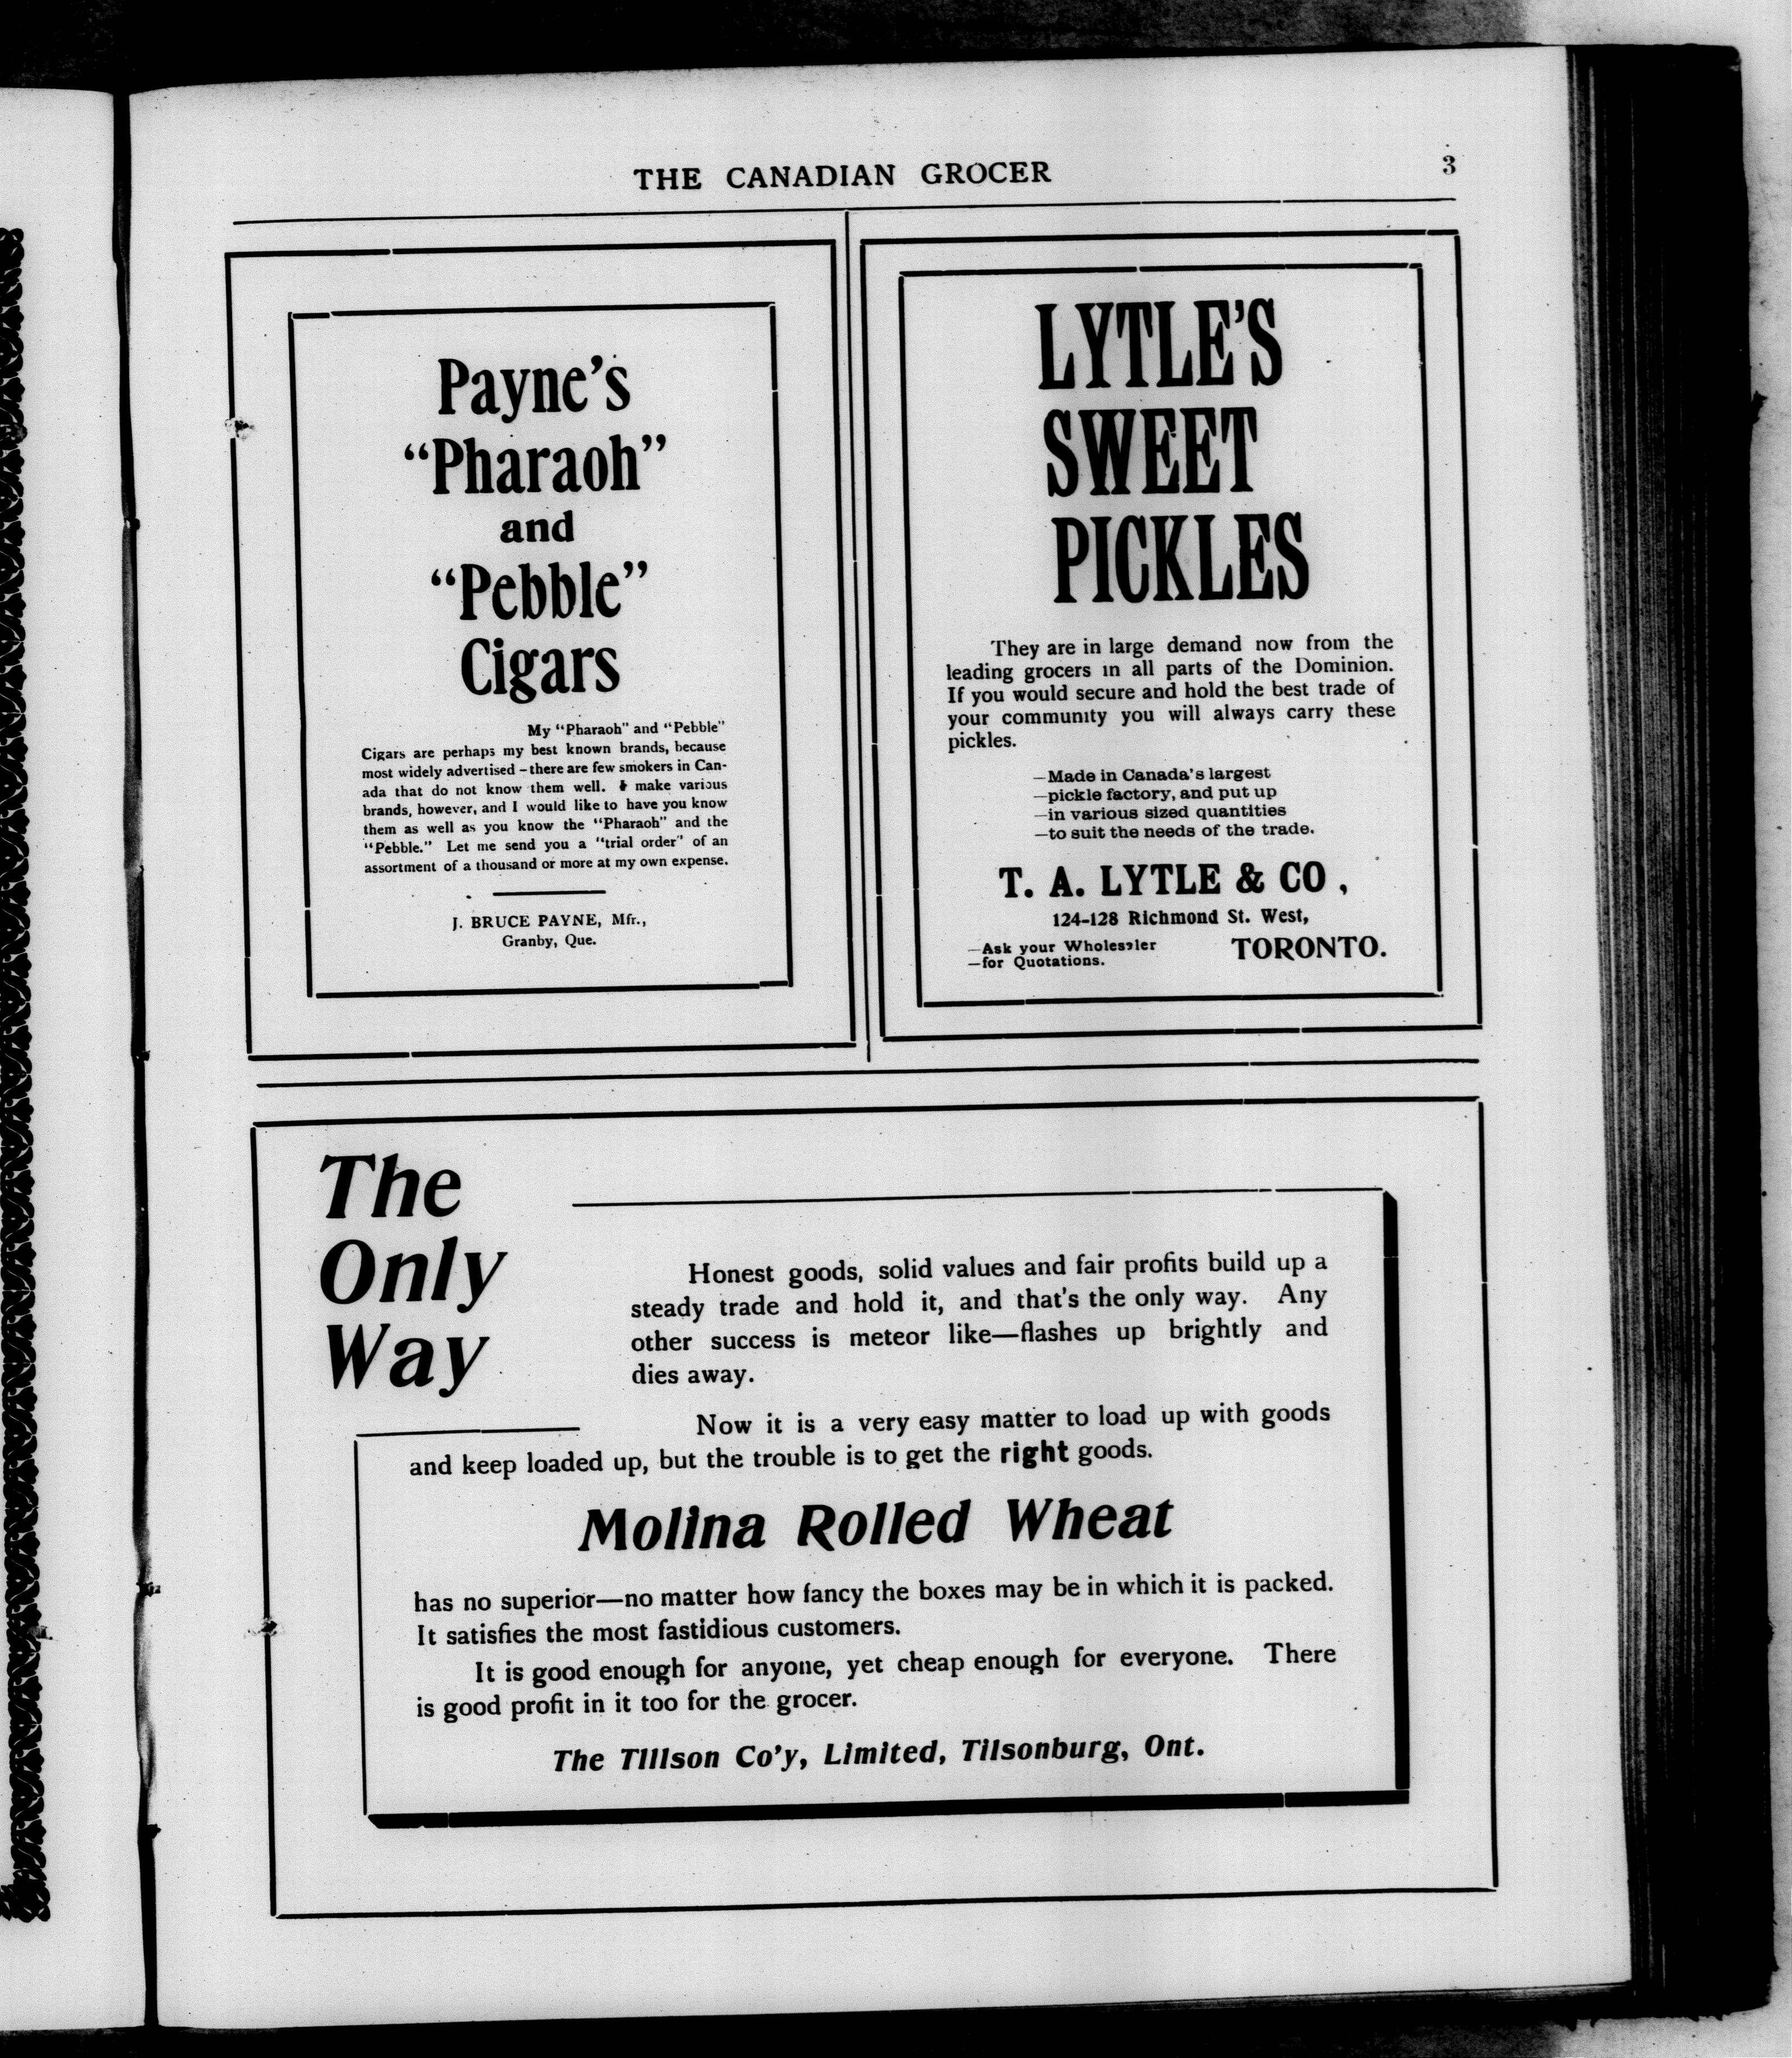 THE CANADIAN GROCER
3
Payne's
“Pharaoh”
and
“Pebble”
Cigars
My “Pharaoh” and “Pebble”
Cigars are perhaps my best known brands, because
most widely advertised – there are few smokers in Can-
ada that do not know them well. I make various
brands, however, and I would like to have you know
them as well as you know the “Pharaoh” and the
“Pebble.” Let me send you a “trial order” of an
assortment of a thousand or more at my own expense.
J. BRUCE PAYNE, Mfr.,
Granby, Que.
LYTLE'S
SWEET
PICKLES
They are in large demand now from the
leading grocers in all parts of the Dominion.
If you would secure and hold the best trade of
your community you will always carry these
pickles.
—Made in Canada's largest
—pickle factory, and put up
—in various sized quantities
—to suit the needs of the trade.
T. A. LYTLE & CO ,
124-128 Richmond St. West,
—Ask your Wholesaler
—for Quotations.
TORONTO.
The
Only
Way
Honest goods, solid values and fair profits build up a
steady trade and hold it, and that's the only way. Any
other success is meteor like—flashes up brightly and
dies away.
Now it is a very easy matter to load up with goods
and keep loaded up, but the trouble is to get the right goods.
Molina Rolled Wheat
has no superior—no matter how fancy the boxes may be in which it is packed.
It satisfies the most fastidious customers.
It is good enough for anyone, yet cheap enough for everyone. There
is good profit in it too for the grocer.
The Tillson Co'y, Limited, Tilsonburg, Ont.